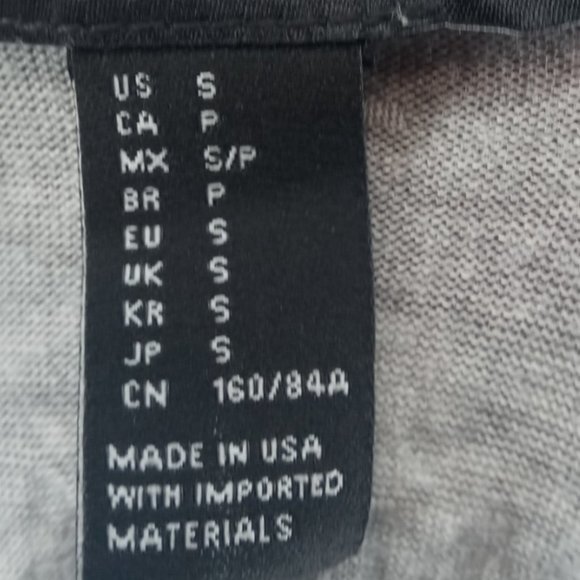 US S
CA P
MX S/P
BR P
EU S
UK S
KR S
JP S
CN 160/84A
MADE IN USA
WITH IMPORTED
MATERIALS